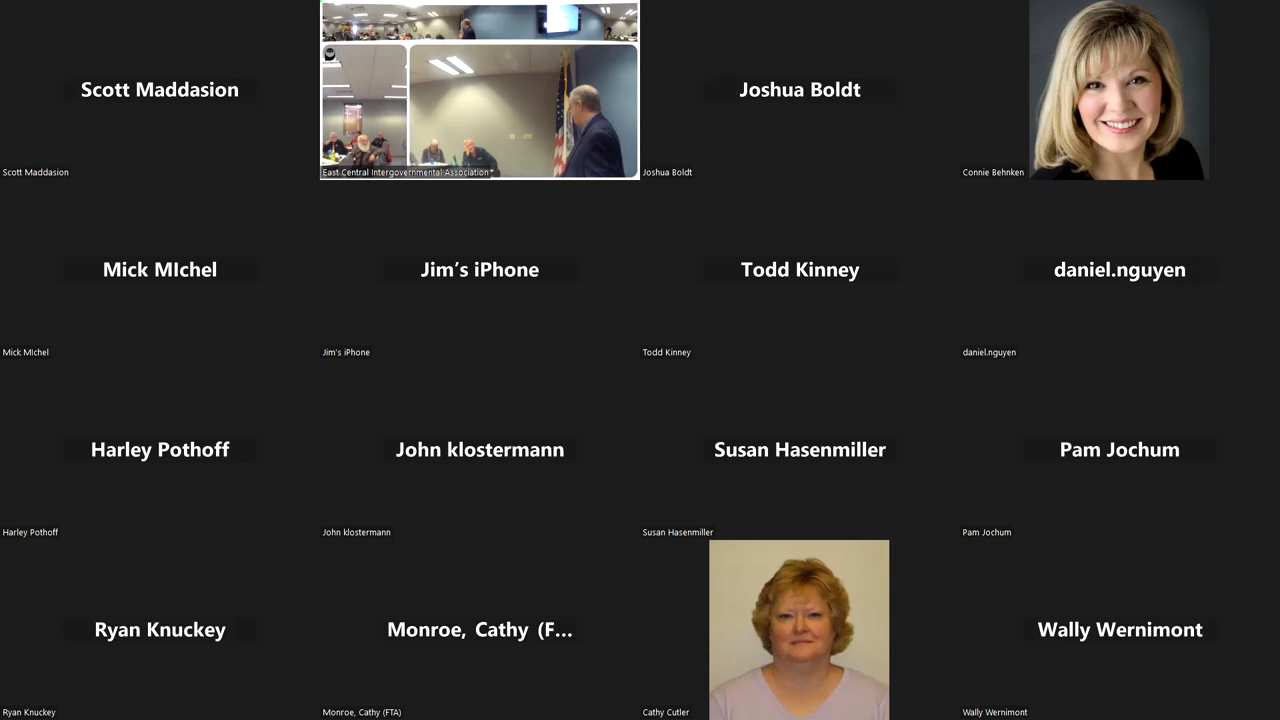 Scott Maddasion
Scott Maddasion
East Central Intergovernmental Association*
Joshua Boldt
Joshua Boldt
Connie Behnken
Mick MIchel
Mick MIchel
Jim’s iPhone
Jim's iPhone
Todd Kinney
Todd Kinney
daniel.nguyen
daniel.nguyen
Harley Pothoff
Harley Pothoff
John klostermann
John klostermann
Susan Hasenmiller
Susan Hasenmiller
Pam Jochum
Pam Jochum
Ryan Knuckey
Ryan Knuckey
Monroe, Cathy (F...
Monroe, Cathy (FTA)
Cathy Cutler
Wally Wernimont
Wally Wernimont